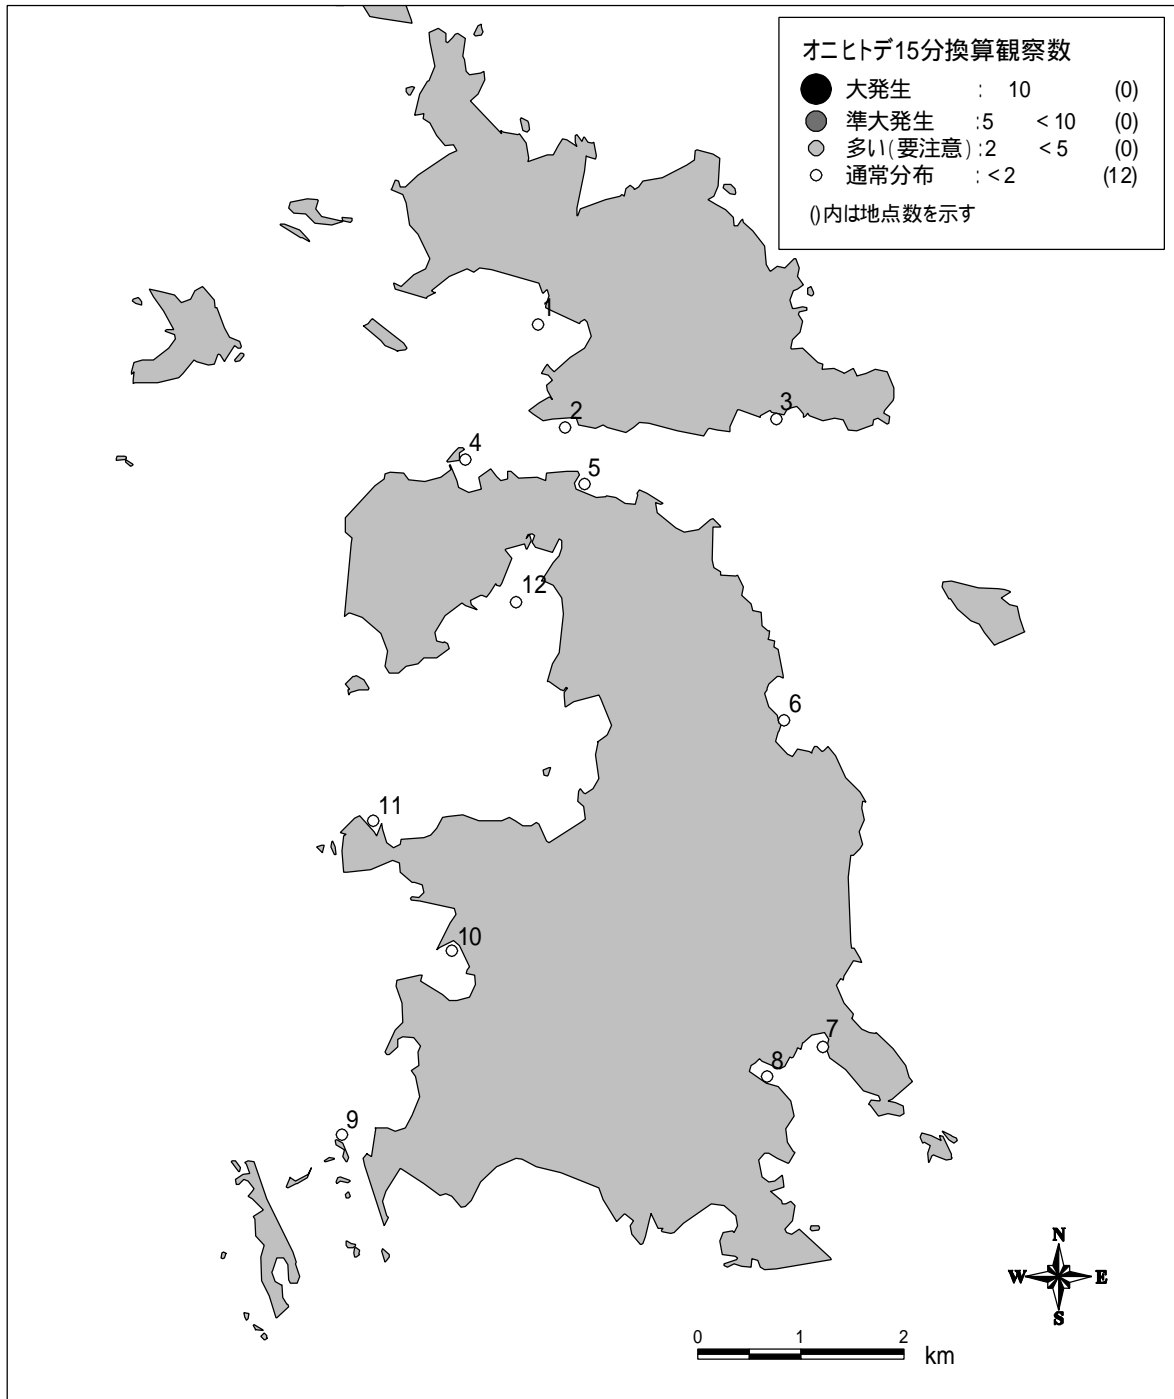 オニヒトデ15分換算観察数
大発生 : 10 (0)
準大発生 :5 <10 (0)
多い(要注意) :2 <5 (0)
通常分布 :<2 (12)
()内は地点数を示す
1
2
3
4
5
12
6
11
10
7
8
9
N
W E
S
0 1 2
km